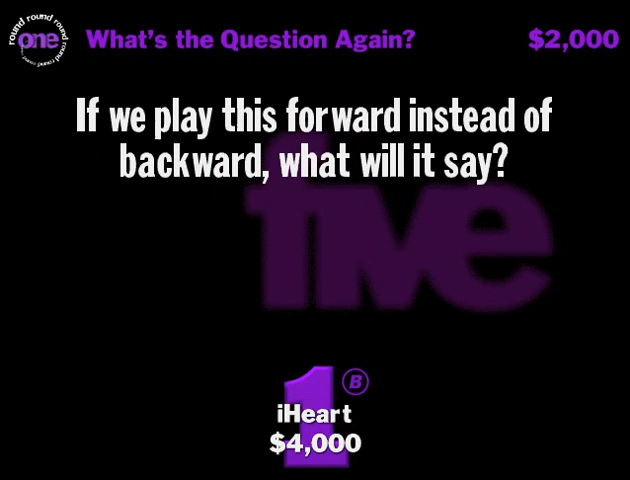 round round round round round
one
What's the Question Again?
$2,000
If we play this forward instead of
backward, what will it say?
five
1
B
iHeart
$4,000